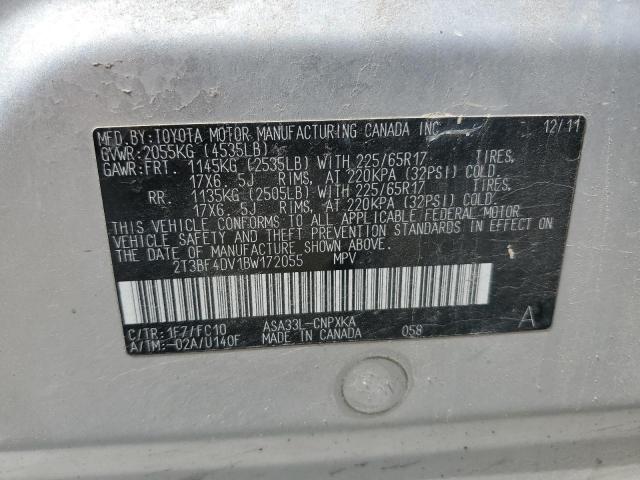 MFD.BY:TOYOTA MOTOR MANUFACTURING CANADA INC. 12/11
GVWR:2055KG (4535LB)
GAWR:FRT. 1145KG (2535LB) WITH 225/65R17 TIRES,
17X6.5J RIMS, AT 220KPA (32PSI) COLD.
RR. 1135KG (2505LB) WITH 225/65R17 TIRES,
17X6.5J RIMS, AT 220KPA (32PSI) COLD.
THIS VEHICLE CONFORMS TO ALL APPLICABLE FEDERAL MOTOR
VEHICLE SAFETY AND THEFT PREVENTION STANDARDS IN EFFECT ON
THE DATE OF MANUFACTURE SHOWN ABOVE.
2T3BF4DV1BW172055 MPV
C/TR:1F7/FC10 ASA33L-CNPXKA
A/TM:-02A/U140F MADE IN CANADA 058 A